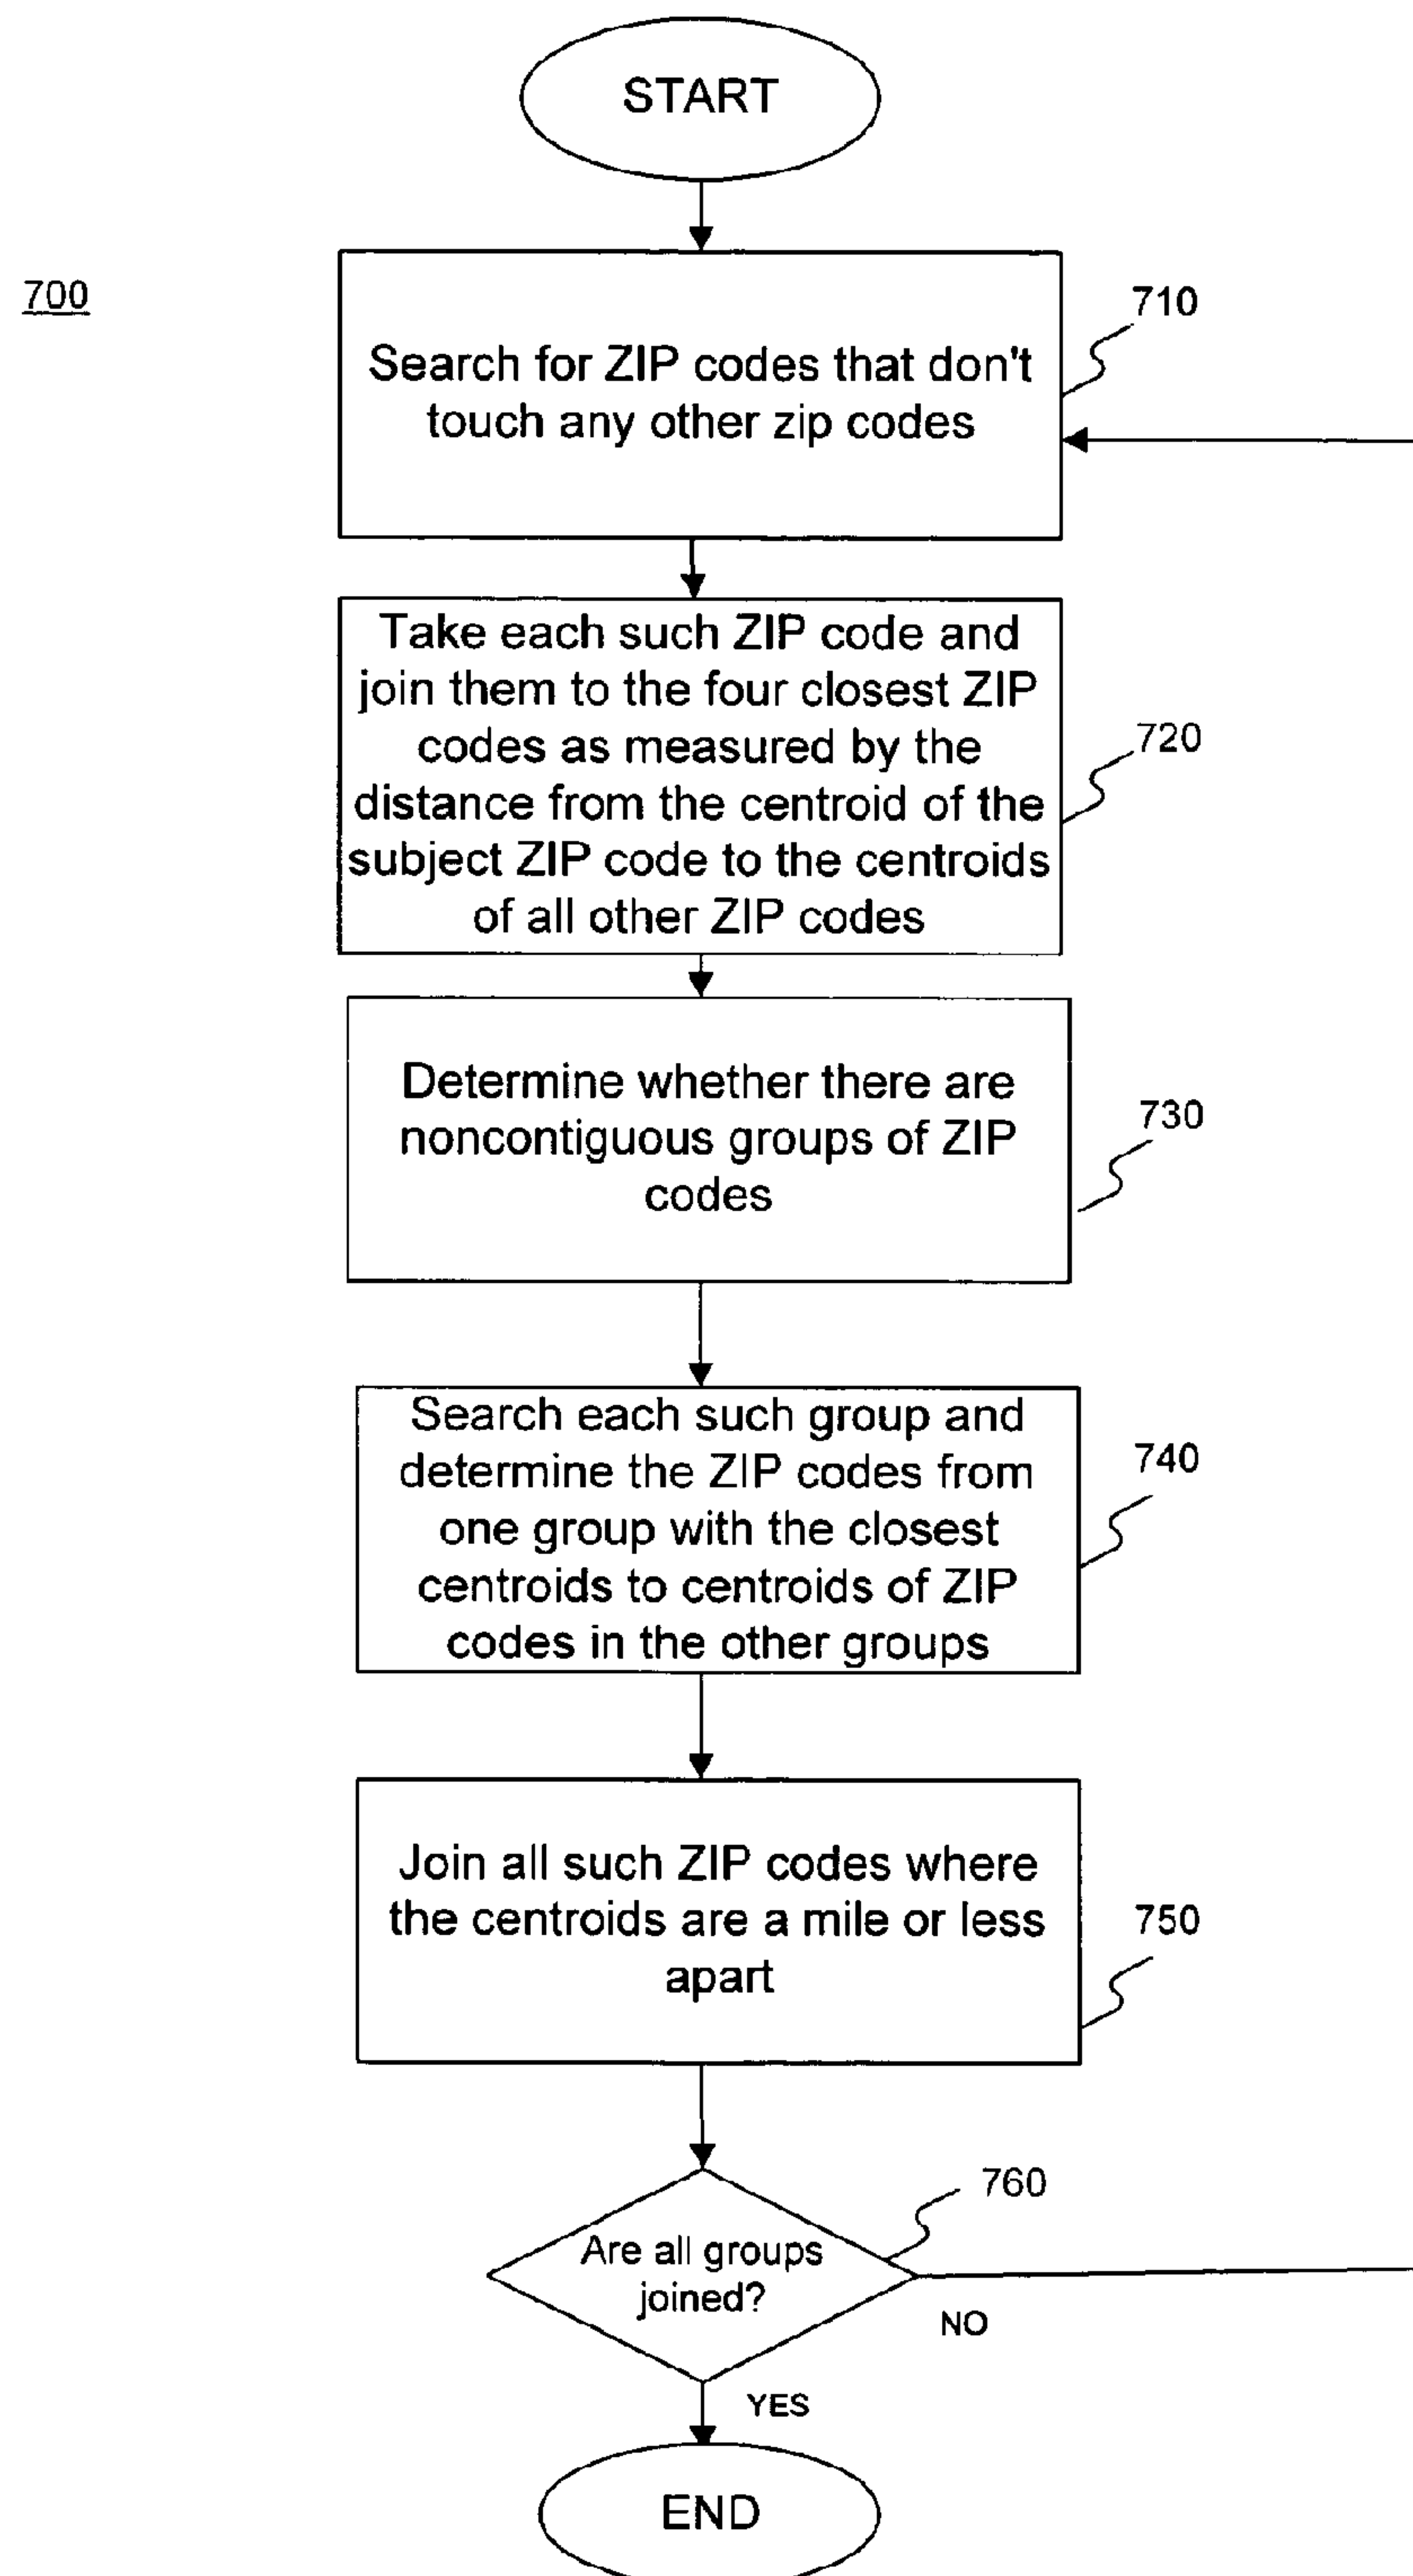 START
700
710
Search for ZIP codes that don't
touch any other zip codes
Take each such ZIP code and
join them to the four closest ZIP
codes as measured by the
distance from the centroid of the
subject ZIP code to the centroids
of all other ZIP codes
720
Determine whether there are
noncontiguous groups of ZIP
codes
730
Search each such group and
determine the ZIP codes from
one group with the closest
centroids to centroids of ZIP
codes in the other groups
740
Join all such ZIP codes where
the centroids are a mile or less
apart
750
760
Are all groups
joined?
NO
YES
END